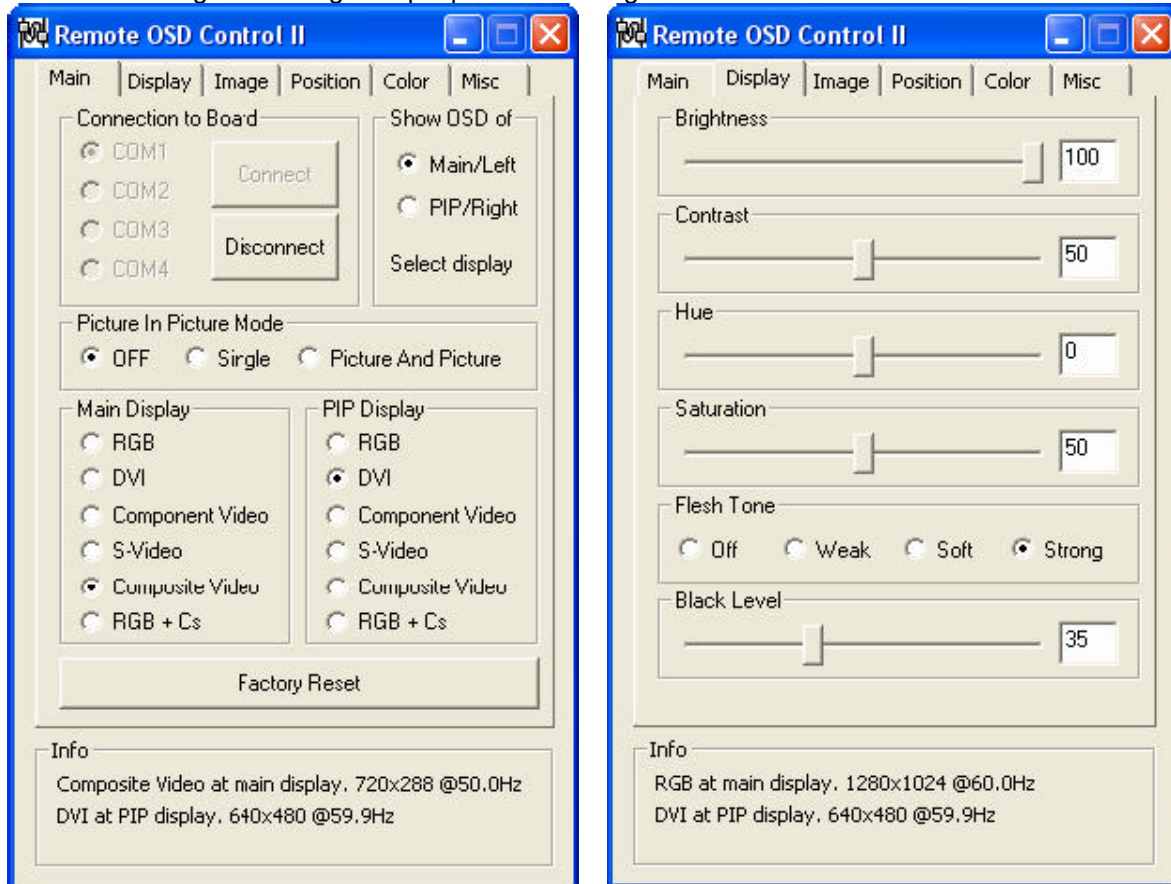 Remote OSD Control II
Main Display Image Position Color Misc
Connection to Board
COM1
COM2
COM3
COM4
Connect
Disconnect
Show OSD of
Main/Left
PIP/Right
Select display
Picture In Picture Mode
OFF Single Picture And Picture
Main Display
RGB
DVI
Component Video
S-Video
Composite Video
RGB + Cs
PIP Display
RGB
DVI
Component Video
S-Video
Composite Video
RGB + Cs
Factory Reset
Info
Composite Video at main display. 720x288 @50.0Hz
DVI at PIP display. 640x480 @59.9Hz
Remote OSD Control II
Main Display Image Position Color Misc
Brightness
100
Contrast
50
Hue
0
Saturation
50
Flesh Tone
Off Weak Soft Strong
Black Level
35
Info
RGB at main display. 1280x1024 @60.0Hz
DVI at PIP display. 640x480 @59.9Hz